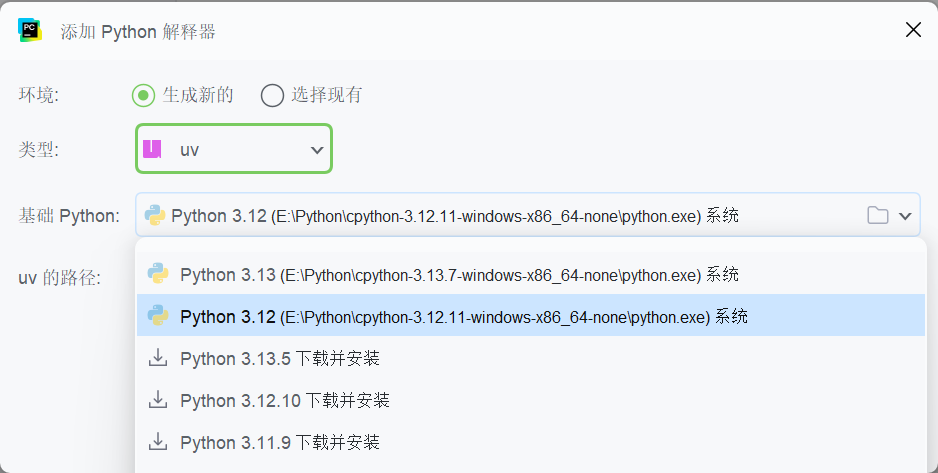 添加 Python 解释器
环境: 生成新的 选择现有
类型: uv
基础 Python: Python 3.12 (E:\Python\cpython-3.12.11-windows-x86_64-none\python.exe) 系统
uv 的路径:
Python 3.13 (E:\Python\cpython-3.13.7-windows-x86_64-none\python.exe) 系统
Python 3.12 (E:\Python\cpython-3.12.11-windows-x86_64-none\python.exe) 系统
Python 3.13.5 下载并安装
Python 3.12.10 下载并安装
Python 3.11.9 下载并安装